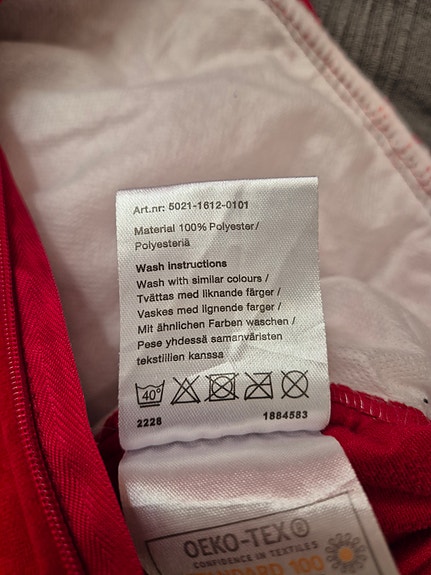 Art.nr: 5021-1612-0101
Material 100% Polyester/
Polyesteriä
Wash instructions
Wash with similar colours /
Tvättas med liknande färger /
Vaskes med lignende farger /
Mit ähnlichen Farben waschen /
Pese yhdessä samanväristen
tekstiilien kanssa
40°
2228 1884583
OEKO-TEX®
CONFIDENCE IN TEXTILES
STANDARD 100